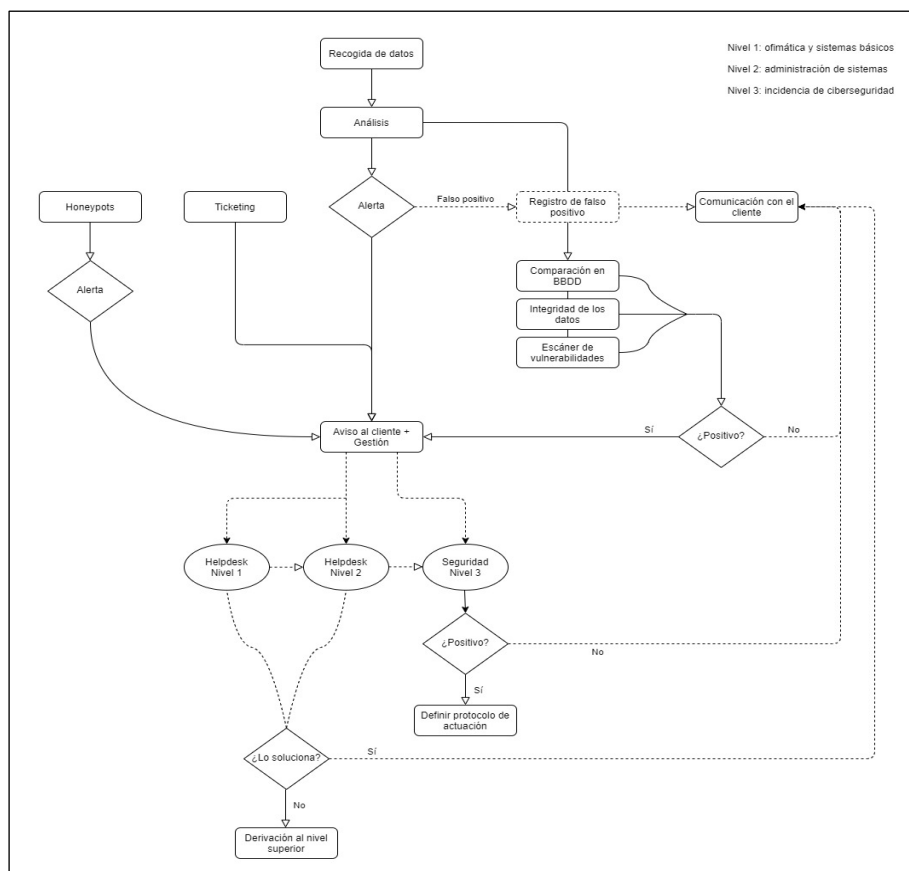 Recogida de datos
Nivel 1: ofimática y sistemas básicos
Nivel 2: administración de sistemas
Nivel 3: incidencia de ciberseguridad
Análisis
Honeypots
Ticketing
Alerta
Falso positivo
Registro de falso
positivo
Comunicación con el
cliente
Alerta
Comparación en
BBDD
Integridad de los
datos
Escáner de
vulnerabilidades
Aviso al cliente +
Gestión
Sí
¿Positivo?
No
Helpdesk
Nivel 1
Helpdesk
Nivel 2
Seguridad
Nivel 3
¿Positivo?
No
Sí
Definir protocolo de
actuación
¿Lo soluciona?
Sí
No
Derivación al nivel
superior